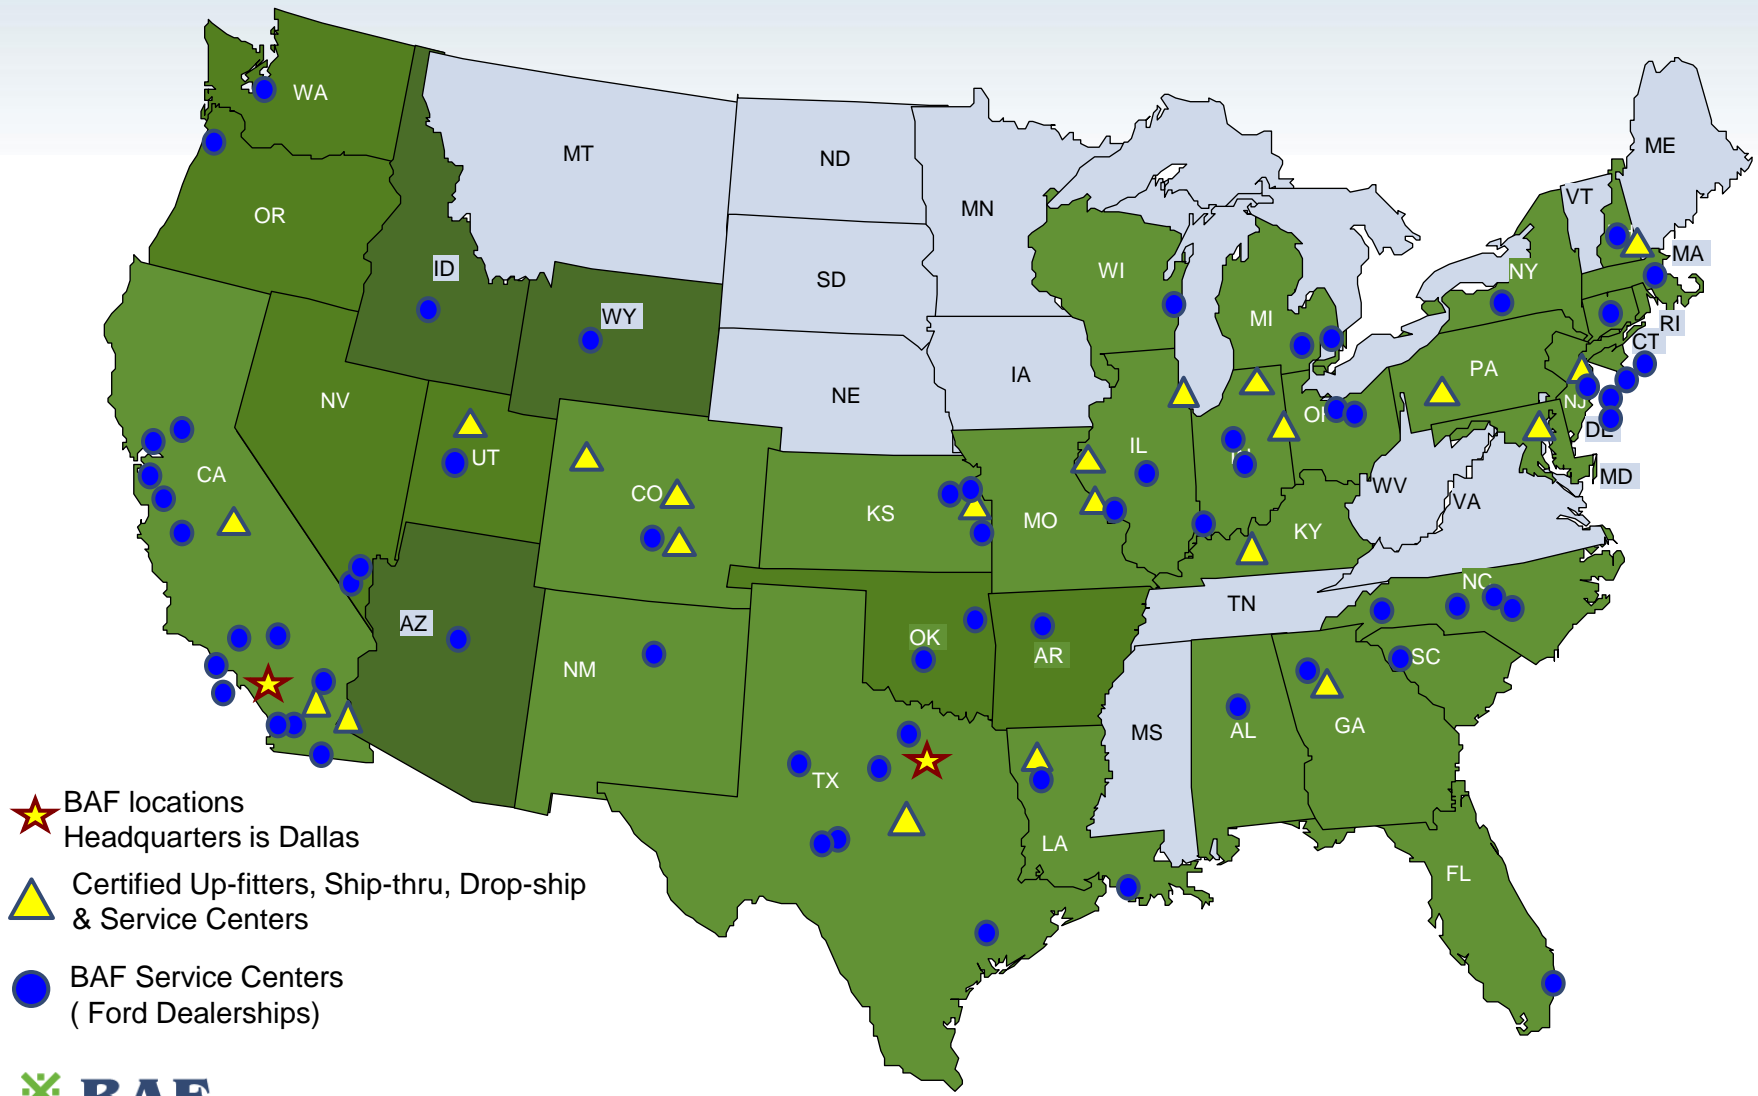 WA
MT
ND
MN
ME
VT
OR
ID
SD
WI
NY
MA
WY
MI
RI
CT
IA
PA
NE
NV
NJ
OH
DE
IL
IN
UT
CA
CO
MD
WV
VA
KS
MO
KY
NC
TN
AZ
OK
AR
SC
NM
MS
AL
GA
TX
LA
FL
BAF locations
Headquarters is Dallas
Certified Up-fitters, Ship-thru, Drop-ship
& Service Centers
BAF Service Centers
( Ford Dealerships)
BAF